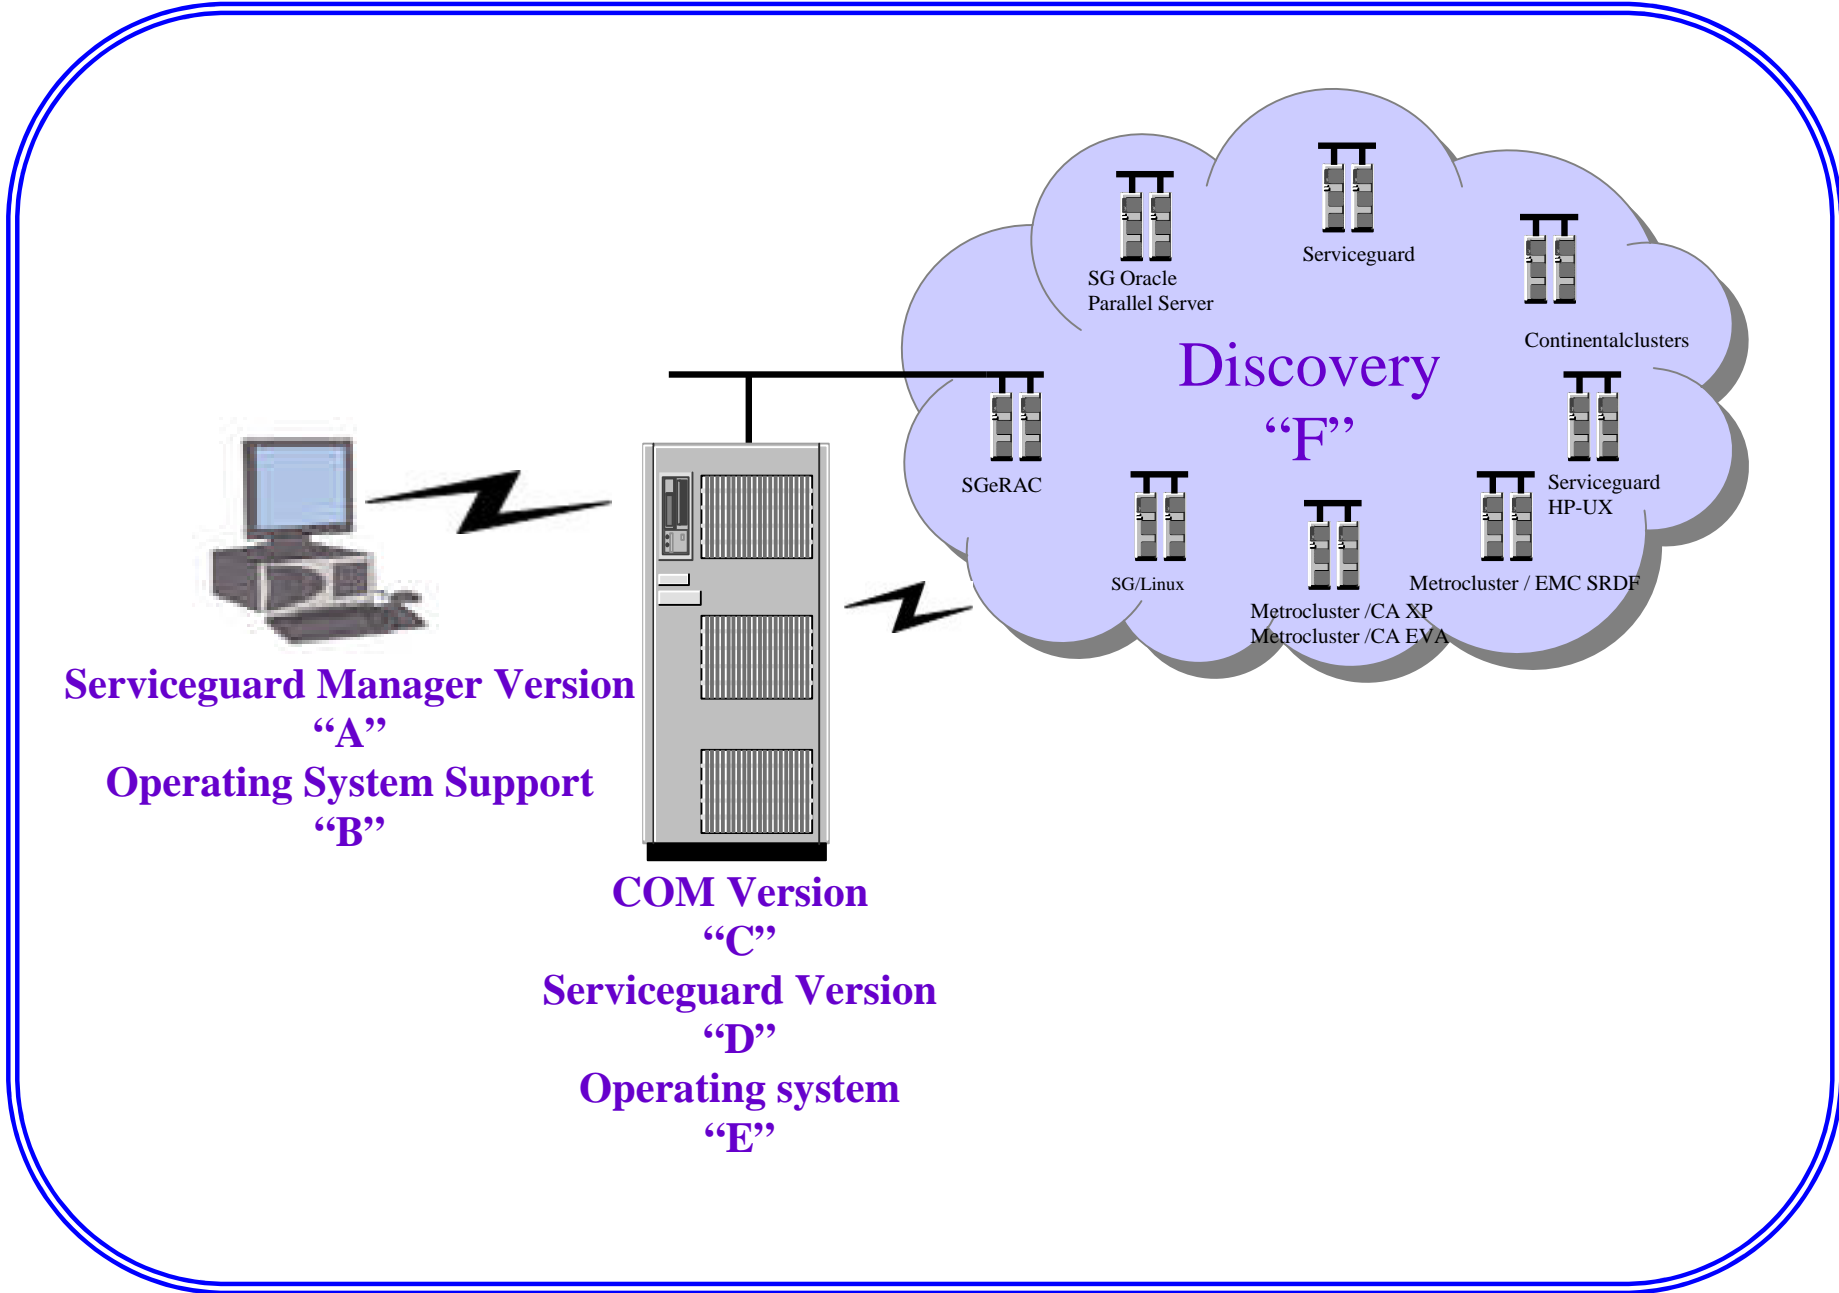 Serviceguard
SG Oracle
Parallel Server
Continentalclusters
Discovery
“F”
SGeRAC
Serviceguard
HP-UX
SG/Linux
Metrocluster / EMC SRDF
Metrocluster /CA XP
Metrocluster /CA EVA
Serviceguard Manager Version
“A”
Operating System Support
“B”
COM Version
“C”
Serviceguard Version
“D”
Operating system
“E”